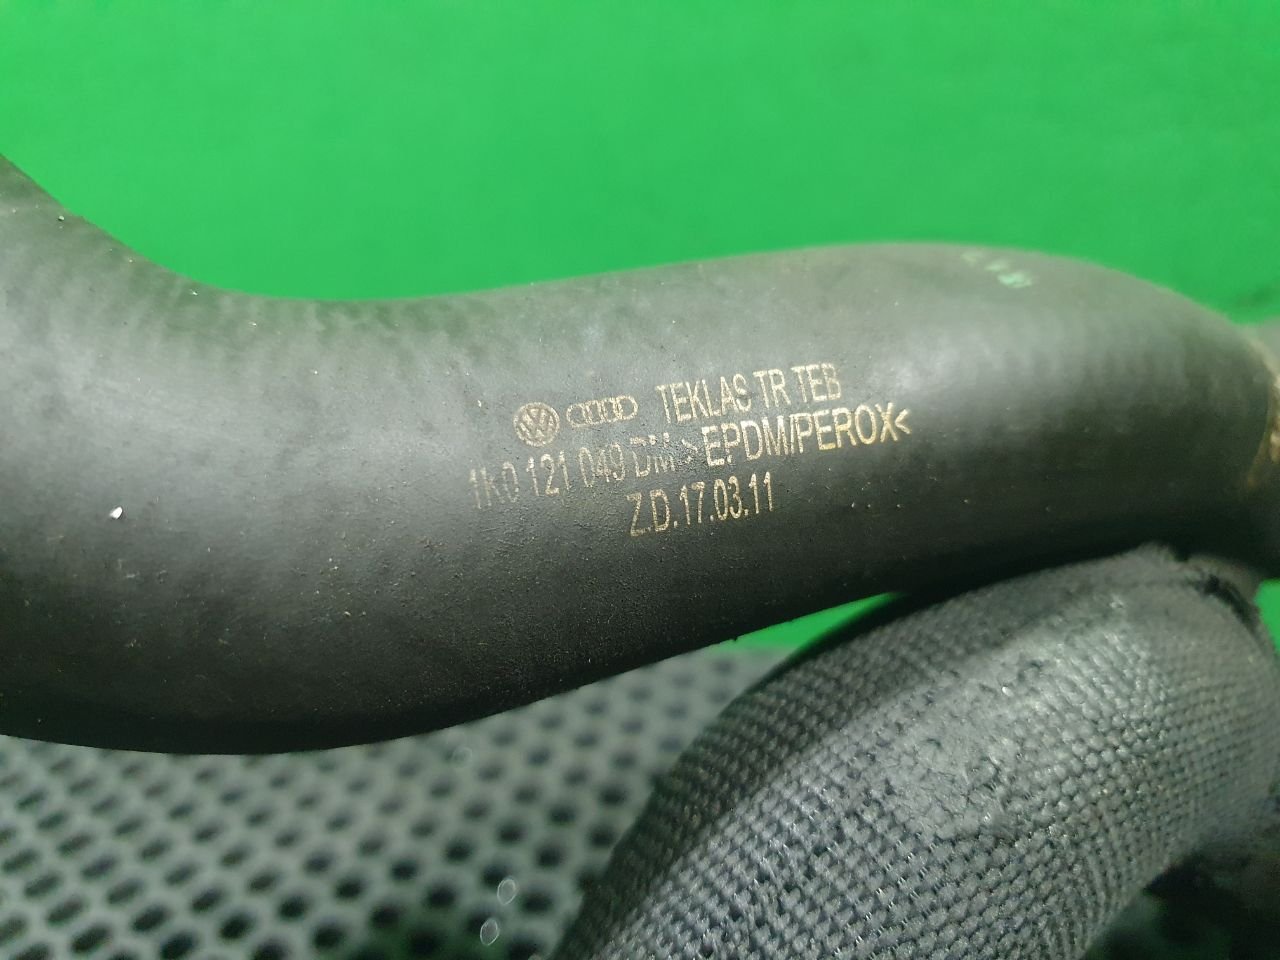 TEKLAS TR TEB
1K0 121 049 DM >EPDM/PEROX<
Z.D.17.03.11